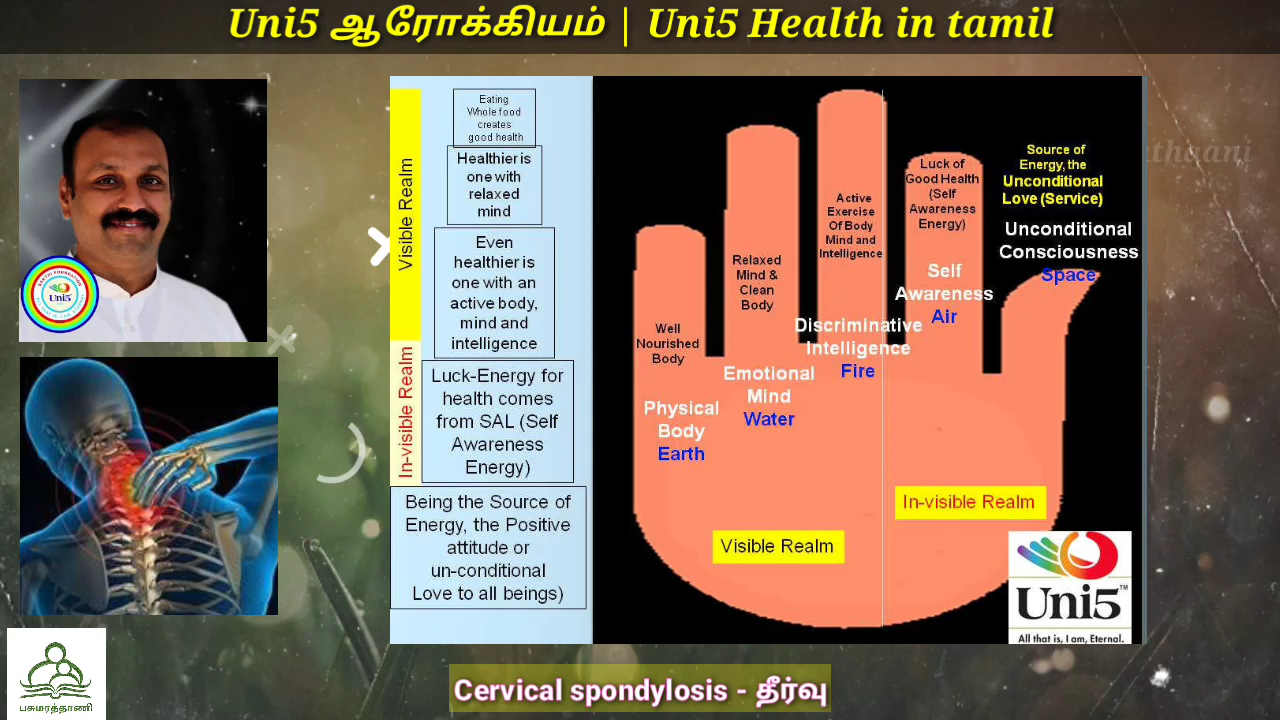 Uni5 ஆரோக்கியம் | Uni5 Health in tamil
Visible Realm
In-visible Realm
Eating
Whole food
creates
good health
Healthier is
one with
relaxed
mind
Even
healthier is
one with an
active body,
mind and
intelligence
Luck-Energy for
health comes
from SAL (Self
Awareness
Energy)
Being the Source of
Energy, the Positive
attitude or
un-conditional
Love to all beings)
Well
Nourished
Body
Physical
Body
Earth
Relaxed
Mind &
Clean
Body
Emotional
Mind
Water
Active
Exercise
Of Body
Mind and
Intelligence
Discriminative
Intelligence
Fire
Luck of
Good Health
(Self
Awareness
Energy)
Self
Awareness
Air
Source of
Energy, the
Unconditional
Love (Service)
Unconditional
Consciousness
Space
Visible Realm
In-visible Realm
Uni5™
All that is, I am, Eternal.
Uni5
பசுமரத்தாணி
Cervical spondylosis - தீர்வு